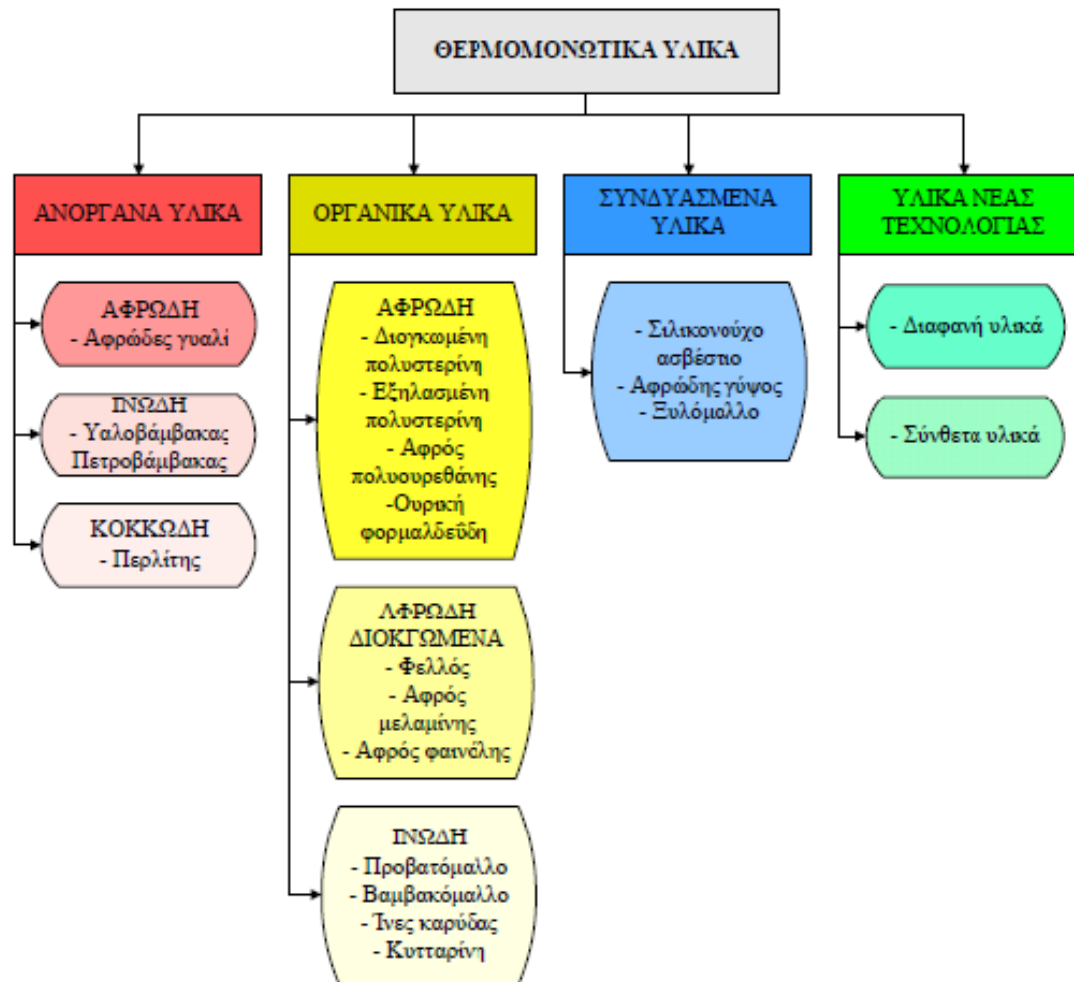 ΘΕΡΜΟΜΟΝΩΤΙΚΑ ΥΛΙΚΑ
ΑΝΟΡΓΑΝΑ ΥΛΙΚΑ
ΑΦΡΩΔΗ
- Αφρώδες γυαλί
ΙΝΩΔΗ
- Υαλοβάμβακας
Πετροβάμβακας
ΚΟΚΚΩΔΗ
- Περλίτης
ΟΡΓΑΝΙΚΑ ΥΛΙΚΑ
ΑΦΡΩΔΗ
- Διογκωμένη
πολυστερίνη
- Εξηλασμένη
πολυστερίνη
- Αφρός
πολυουρεθάνης
-Ουρική
φορμαλδεΰδη
ΑΦΡΩΔΗ
ΔΙΟΚΓΩΜΕΝΑ
- Φελλός
- Αφρός
μελαμίνης
- Αφρός φαινόλης
ΙΝΩΔΗ
- Προβατόμαλλο
- Βαμβακόμαλλο
- Ίνες καρύδας
- Κυτταρίνη
ΣΥΝΔΥΑΣΜΕΝΑ
ΥΛΙΚΑ
- Σιλικονούχο
ασβέστιο
- Αφρώδης γύψος
- Ξυλόμαλλο
ΥΛΙΚΑ ΝΕΑΣ
ΤΕΧΝΟΛΟΓΙΑΣ
- Διαφανή υλικά
- Σύνθετα υλικά